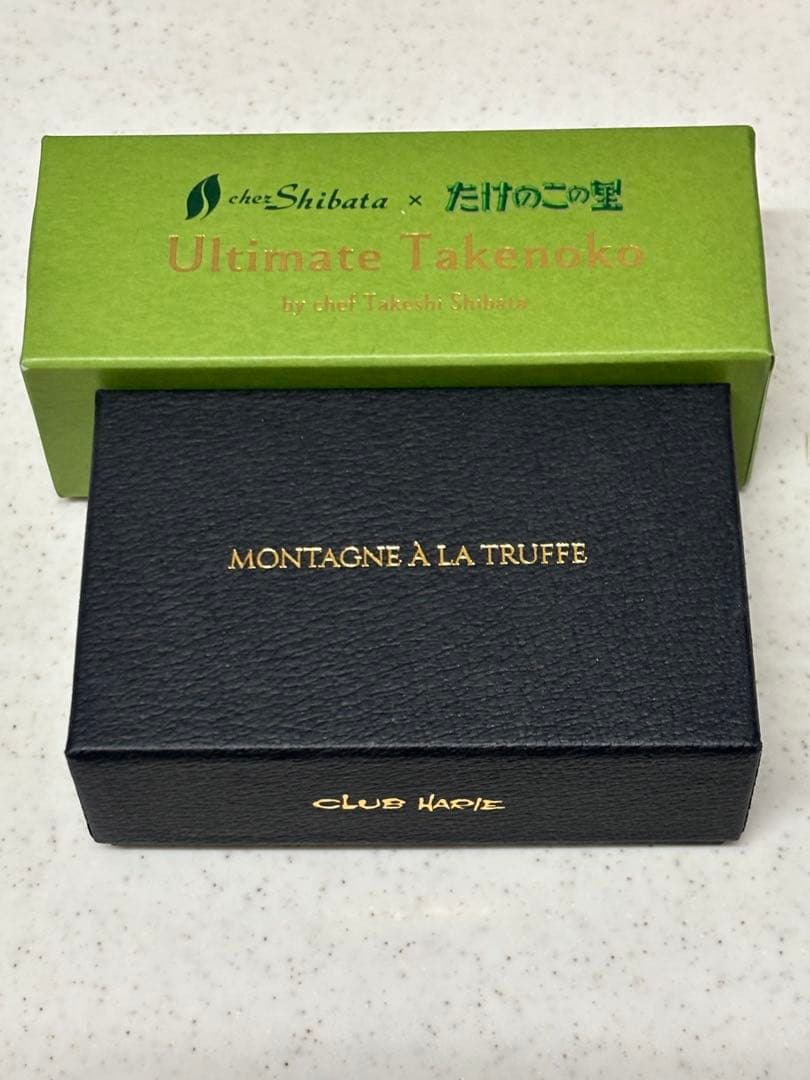 chez Shibata × たけのこの里
Ultimate Takenoko
by chef Takeshi Shibata
MONTAGNE À LA TRUFFE
CLUB HARIE